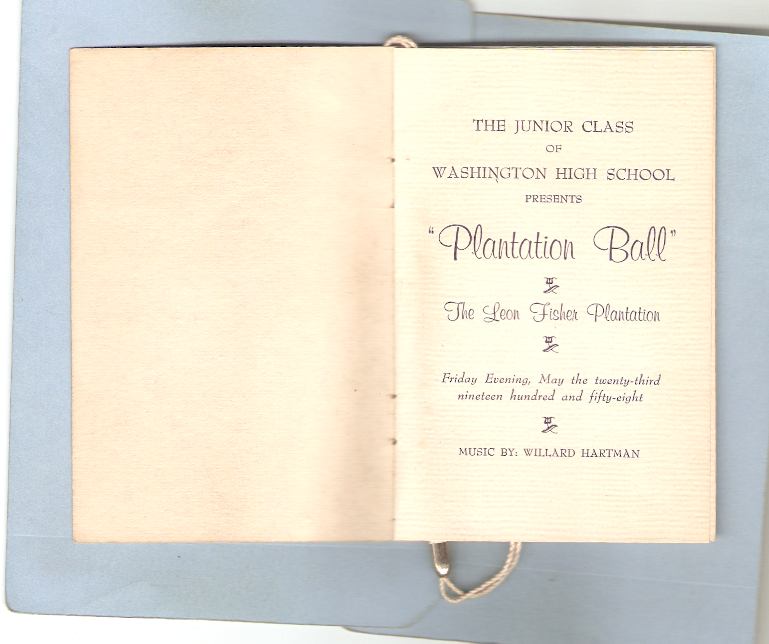 THE JUNIOR CLASS
OF
WASHINGTON HIGH SCHOOL
PRESENTS
"Plantation Ball"
The Leon Fisher Plantation
Friday Evening, May the twenty-third
nineteen hundred and fifty-eight
MUSIC BY: WILLARD HARTMAN